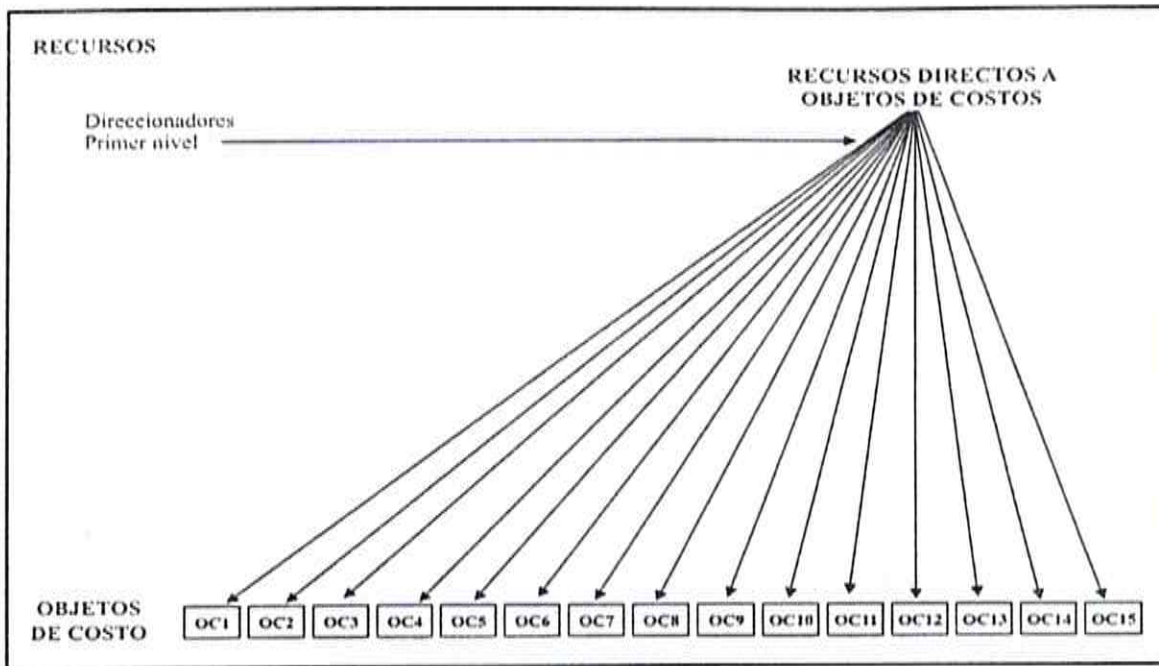 RECURSOS
RECURSOS DIRECTOS A
OBJETOS DE COSTOS
Direccionadores
Primer nivel
OBJETOS
DE COSTO
OC1 OC2 OC3 OC4 OC5 OC6 OC7 OC8 OC9 OC10 OC11 OC12 OC13 OC14 OC15